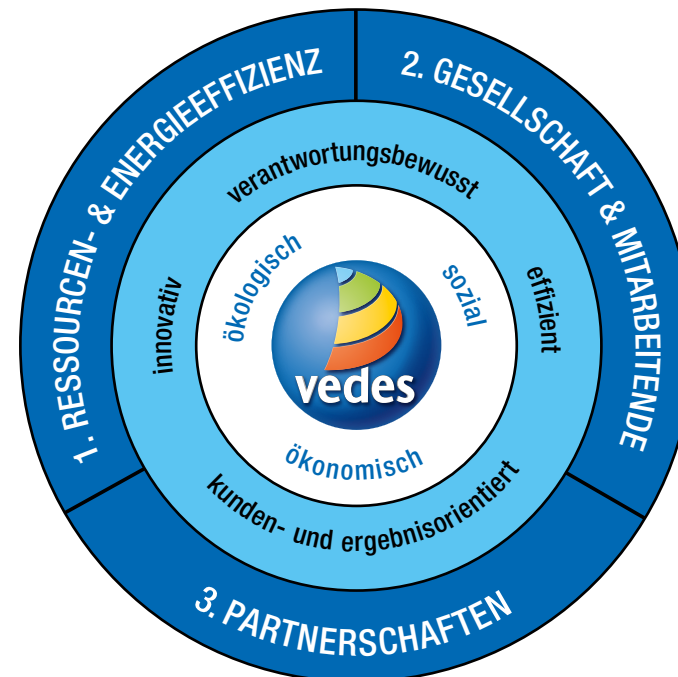 1. RESSOURCEN- & ENERGIEEFFIZIENZ
2. GESELLSCHAFT & MITARBEITENDE
verantwortungsbewusst
innovativ
effizient
ökologisch
sozial
vedes
ökonomisch
kunden- und ergebnisorientiert
3. PARTNERSCHAFTEN